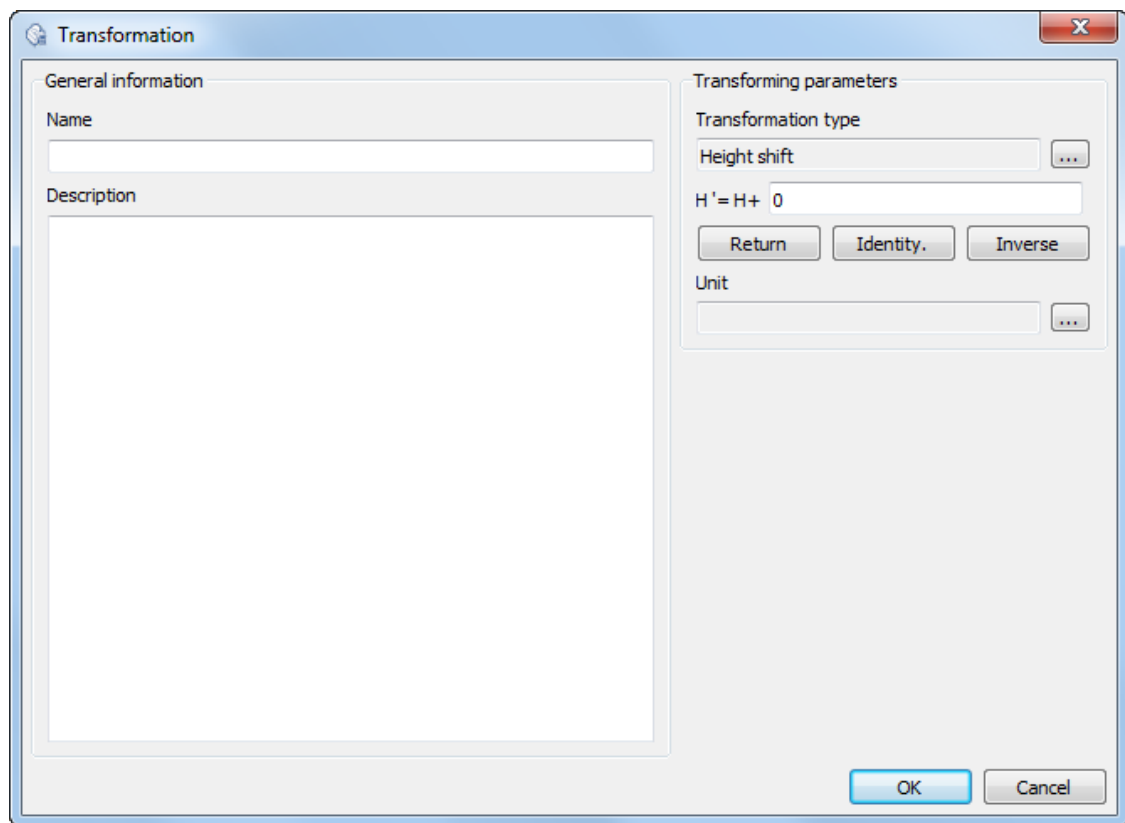 Transformation
General information
Name
Description
Transforming parameters
Transformation type
Height shift
...
H '= H+ 0
Return Identity. Inverse
Unit
...
OK Cancel